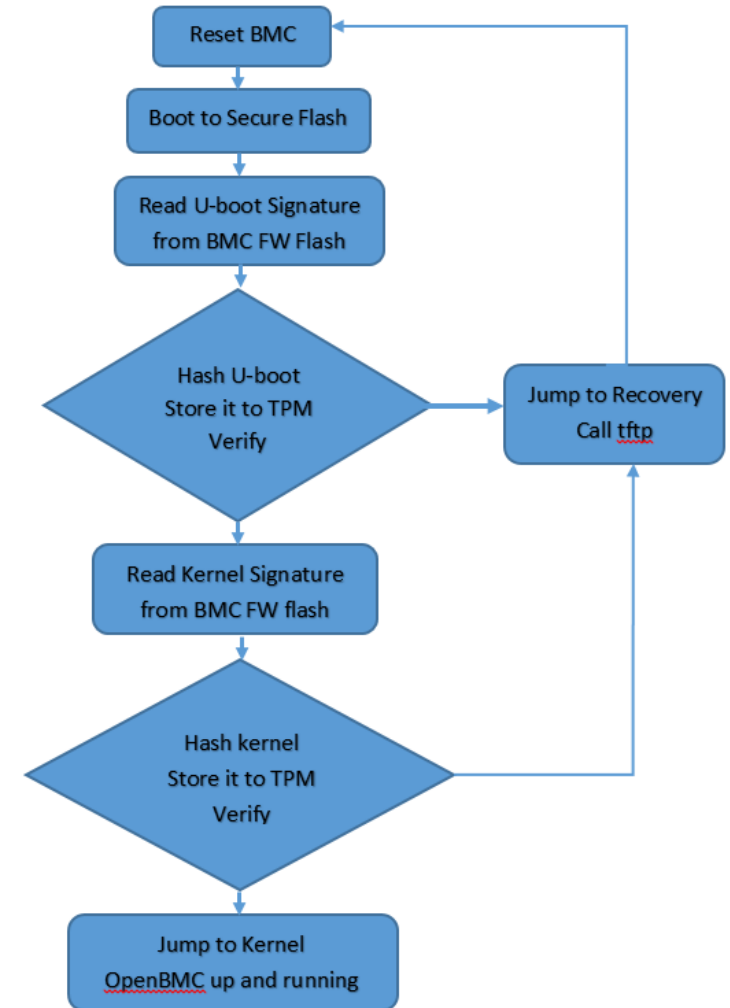 Reset BMC
Boot to Secure Flash
Read U-boot Signature
from BMC FW Flash
Hash U-boot
Store it to TPM
Verify
Jump to Recovery
Call tftp
Read Kernel Signature
from BMC FW flash
Hash kernel
Store it to TPM
Verify
Jump to Kernel
OpenBMC up and running